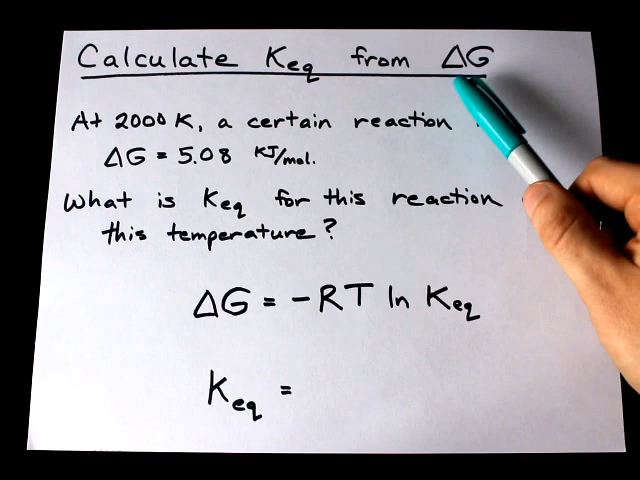 Calculate Keq from ΔG
At 2000 K, a certain reaction
ΔG = 5.08 KJ/mol.
What is Keq for this reaction
this temperature?
ΔG = -RT ln Keq
Keq =